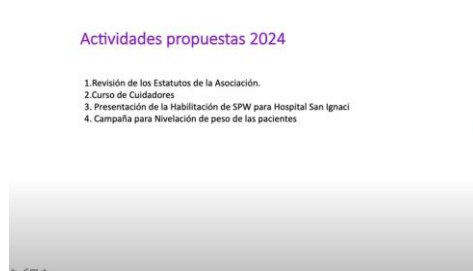 Actividades propuestas 2024
1.Revisión de los Estatutos de la Asociación.
2.Curso de Cuidadores
3. Presentación de la Habilitación de SPW para Hospital San Ignaci
4. Campaña para Nivelación de peso de las pacientes